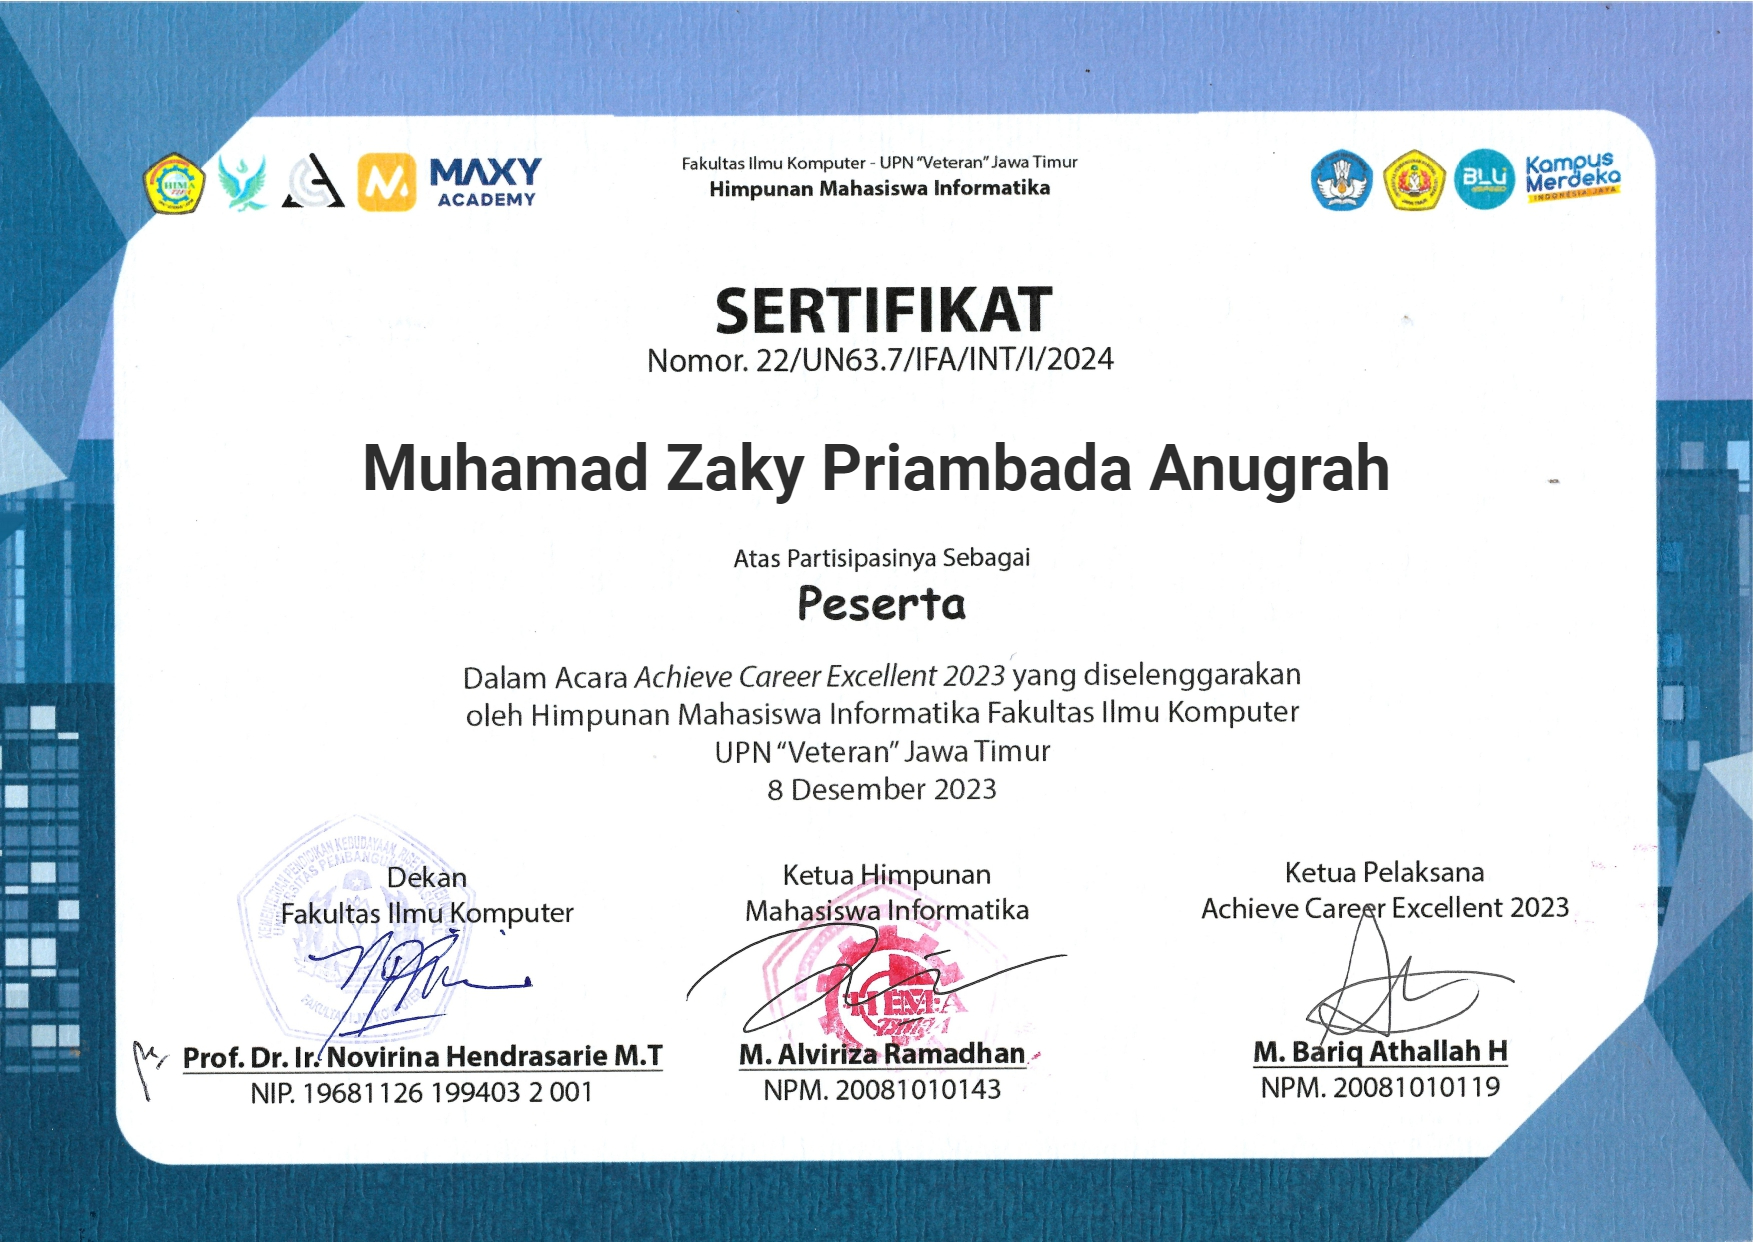 MAXY
ACADEMY
Fakultas Ilmu Komputer - UPN "Veteran" Jawa Timur
Himpunan Mahasiswa Informatika
BLU
Kampus
Merdeka
INDONESIA JAYA
SERTIFIKAT
Nomor. 22/UN63.7/IFA/INT/I/2024
Muhamad Zaky Priambada Anugrah
Atas Partisipasinya Sebagai
Peserta
Dalam Acara Achieve Career Excellent 2023 yang diselenggarakan
oleh Himpunan Mahasiswa Informatika Fakultas Ilmu Komputer
UPN "Veteran" Jawa Timur
8 Desember 2023
Dekan
Fakultas Ilmu Komputer
Prof. Dr. Ir. Novirina Hendrasarie M.T
NIP. 19681126 199403 2 001
Ketua Himpunan
Mahasiswa Informatika
HIMA
M. Alviriza Ramadhan
NPM. 20081010143
Ketua Pelaksana
Achieve Career Excellent 2023
M. Bariq Athallah H
NPM. 20081010119